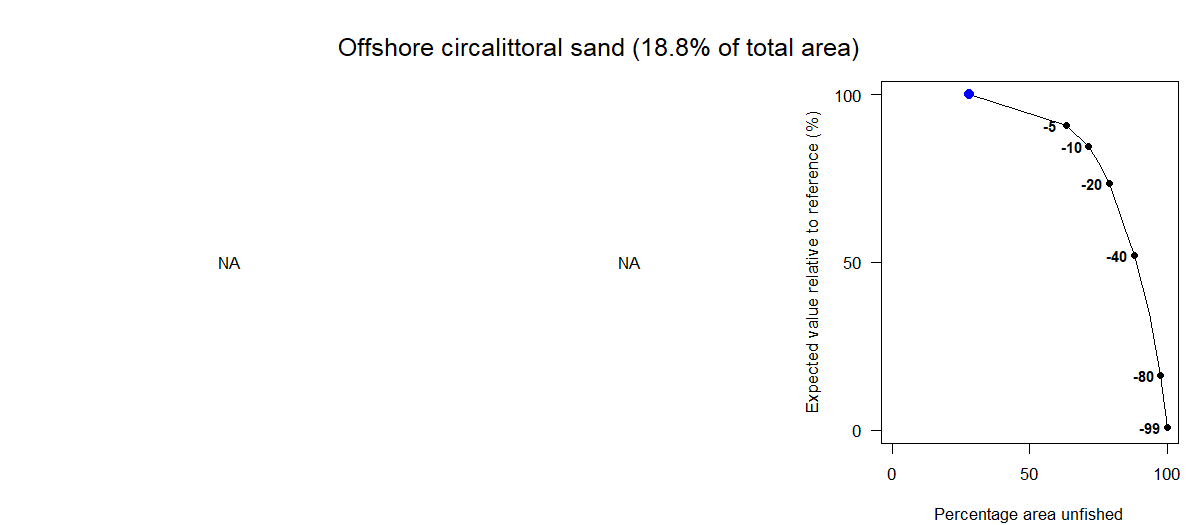 Offshore circalittoral sand (18.8% of total area)
NA
NA
Expected value relative to reference (%)
100
50
0
-5
-10
-20
-40
-80
-99
0 50 100
Percentage area unfished